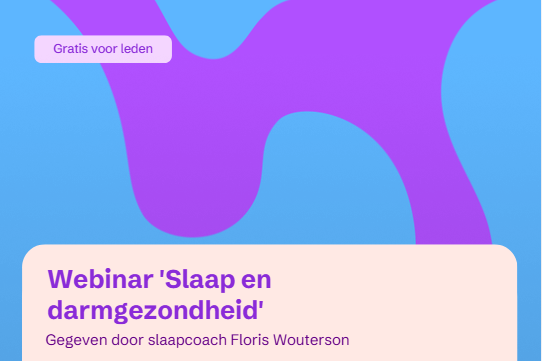 Gratis voor leden
Webinar 'Slaap en
darmgezondheid'
Gegeven door slaapcoach Floris Wouterson